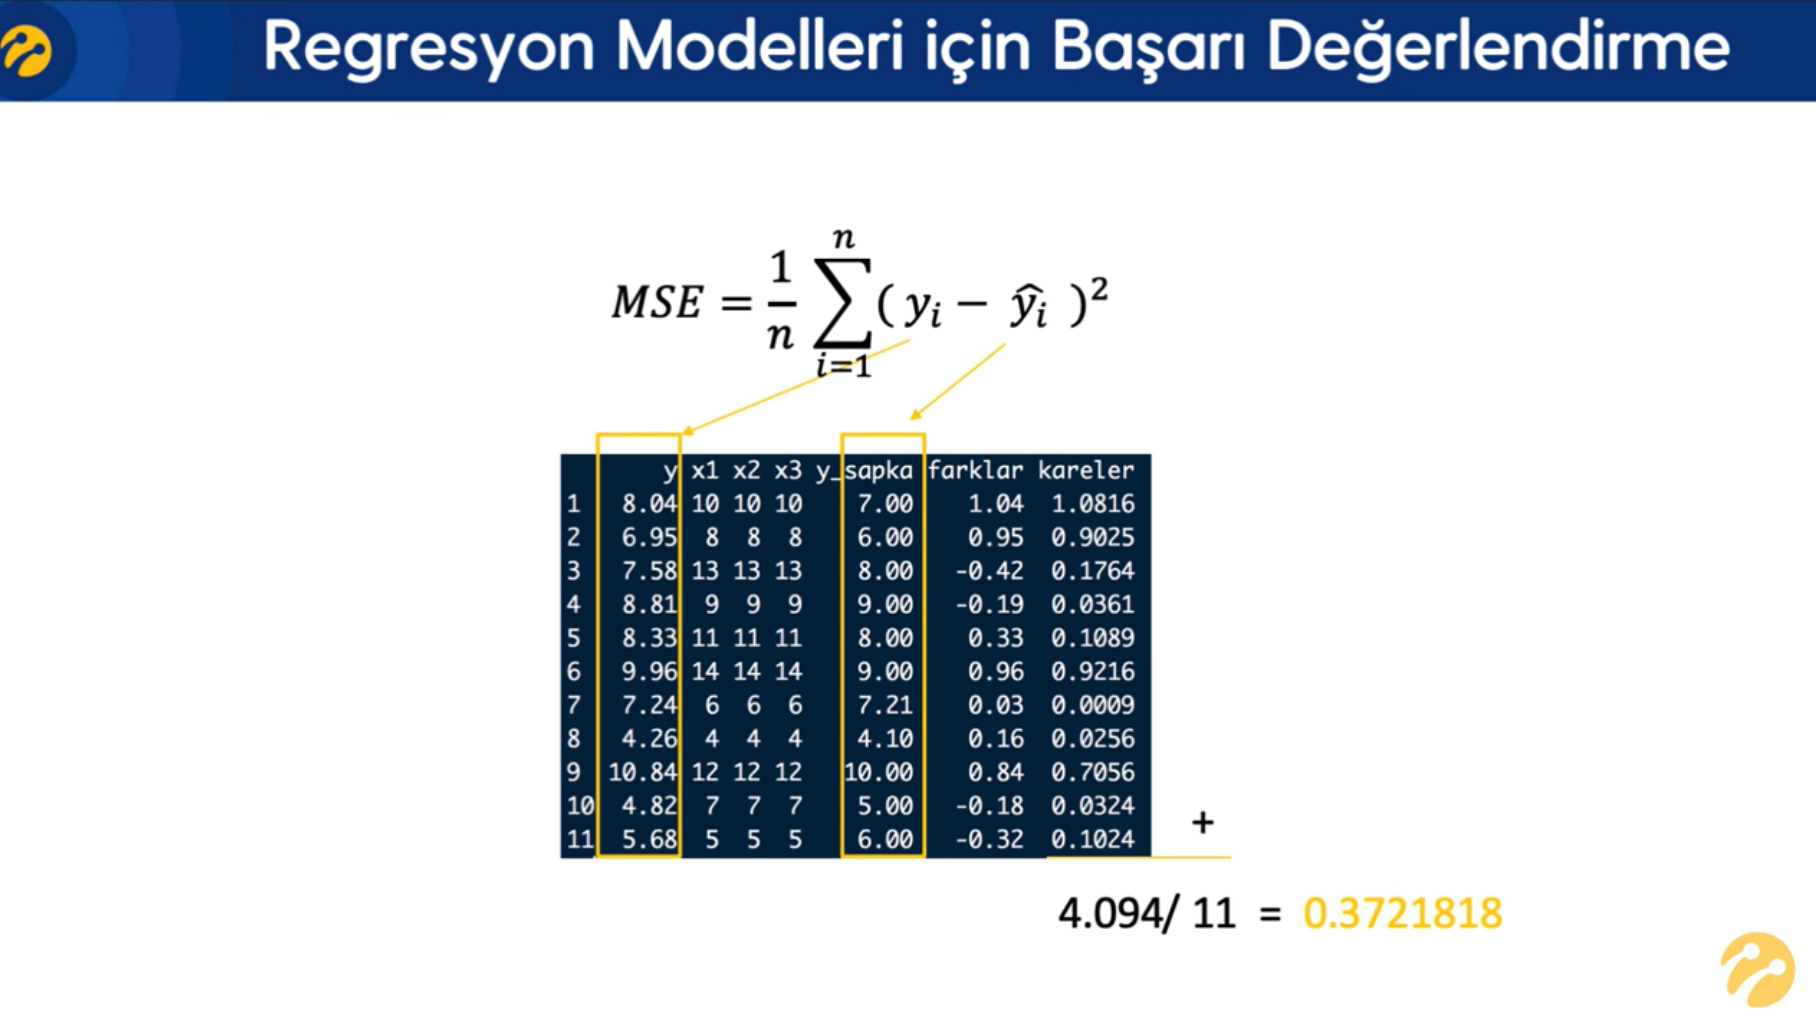 Regresyon Modelleri için Başarı Değerlendirme
MSE = 1/n ∑ i=1 n ( yᵢ − ŷᵢ )²
y x1 x2 x3 y_sapka farklar kareler
1 8.04 10 10 10 7.00 1.04 1.0816
2 6.95 8 8 8 6.00 0.95 0.9025
3 7.58 13 13 13 8.00 -0.42 0.1764
4 8.81 9 9 9 9.00 -0.19 0.0361
5 8.33 11 11 11 8.00 0.33 0.1089
6 9.96 14 14 14 9.00 0.96 0.9216
7 7.24 6 6 6 7.21 0.03 0.0009
8 4.26 4 4 4 4.10 0.16 0.0256
9 10.84 12 12 12 10.00 0.84 0.7056
10 4.82 7 7 7 5.00 -0.18 0.0324
11 5.68 5 5 5 6.00 -0.32 0.1024
+
4.094/ 11 = 0.3721818